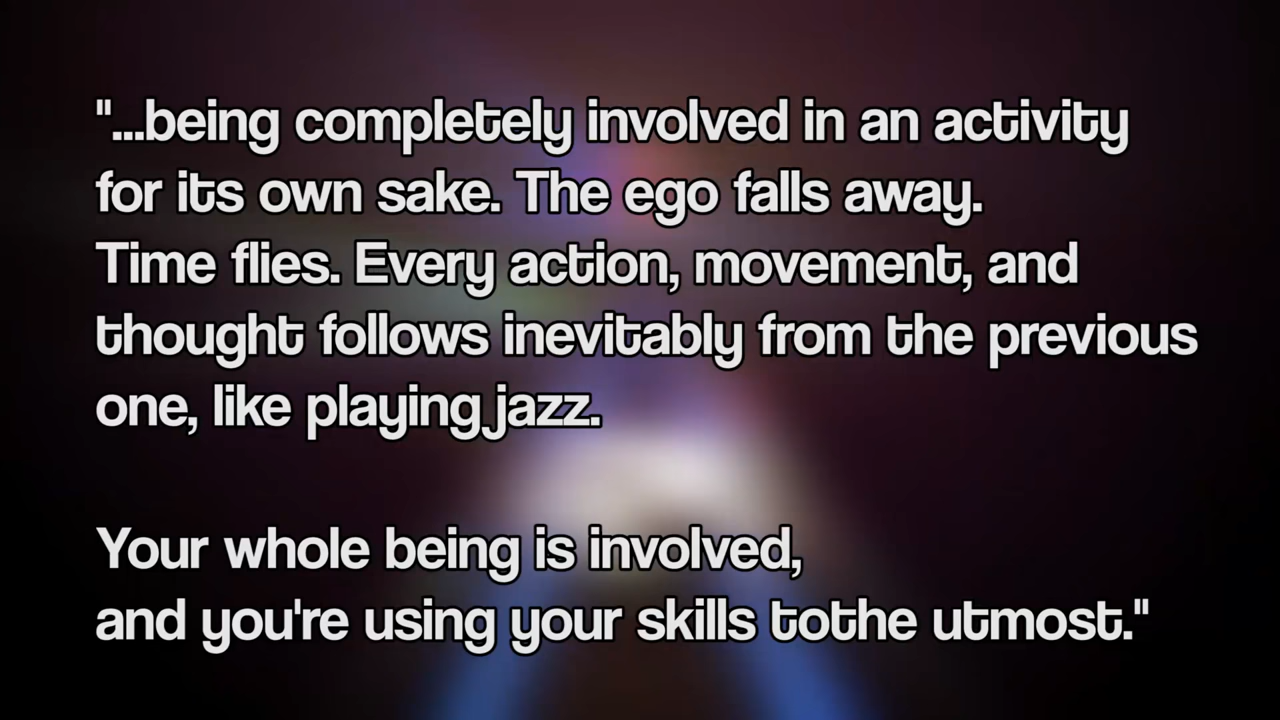 "...being completely involved in an activity
for its own sake. The ego falls away.
Time flies. Every action, movement, and
thought follows inevitably from the previous
one, like playing jazz.
Your whole being is involved,
and you're using your skills tothe utmost."